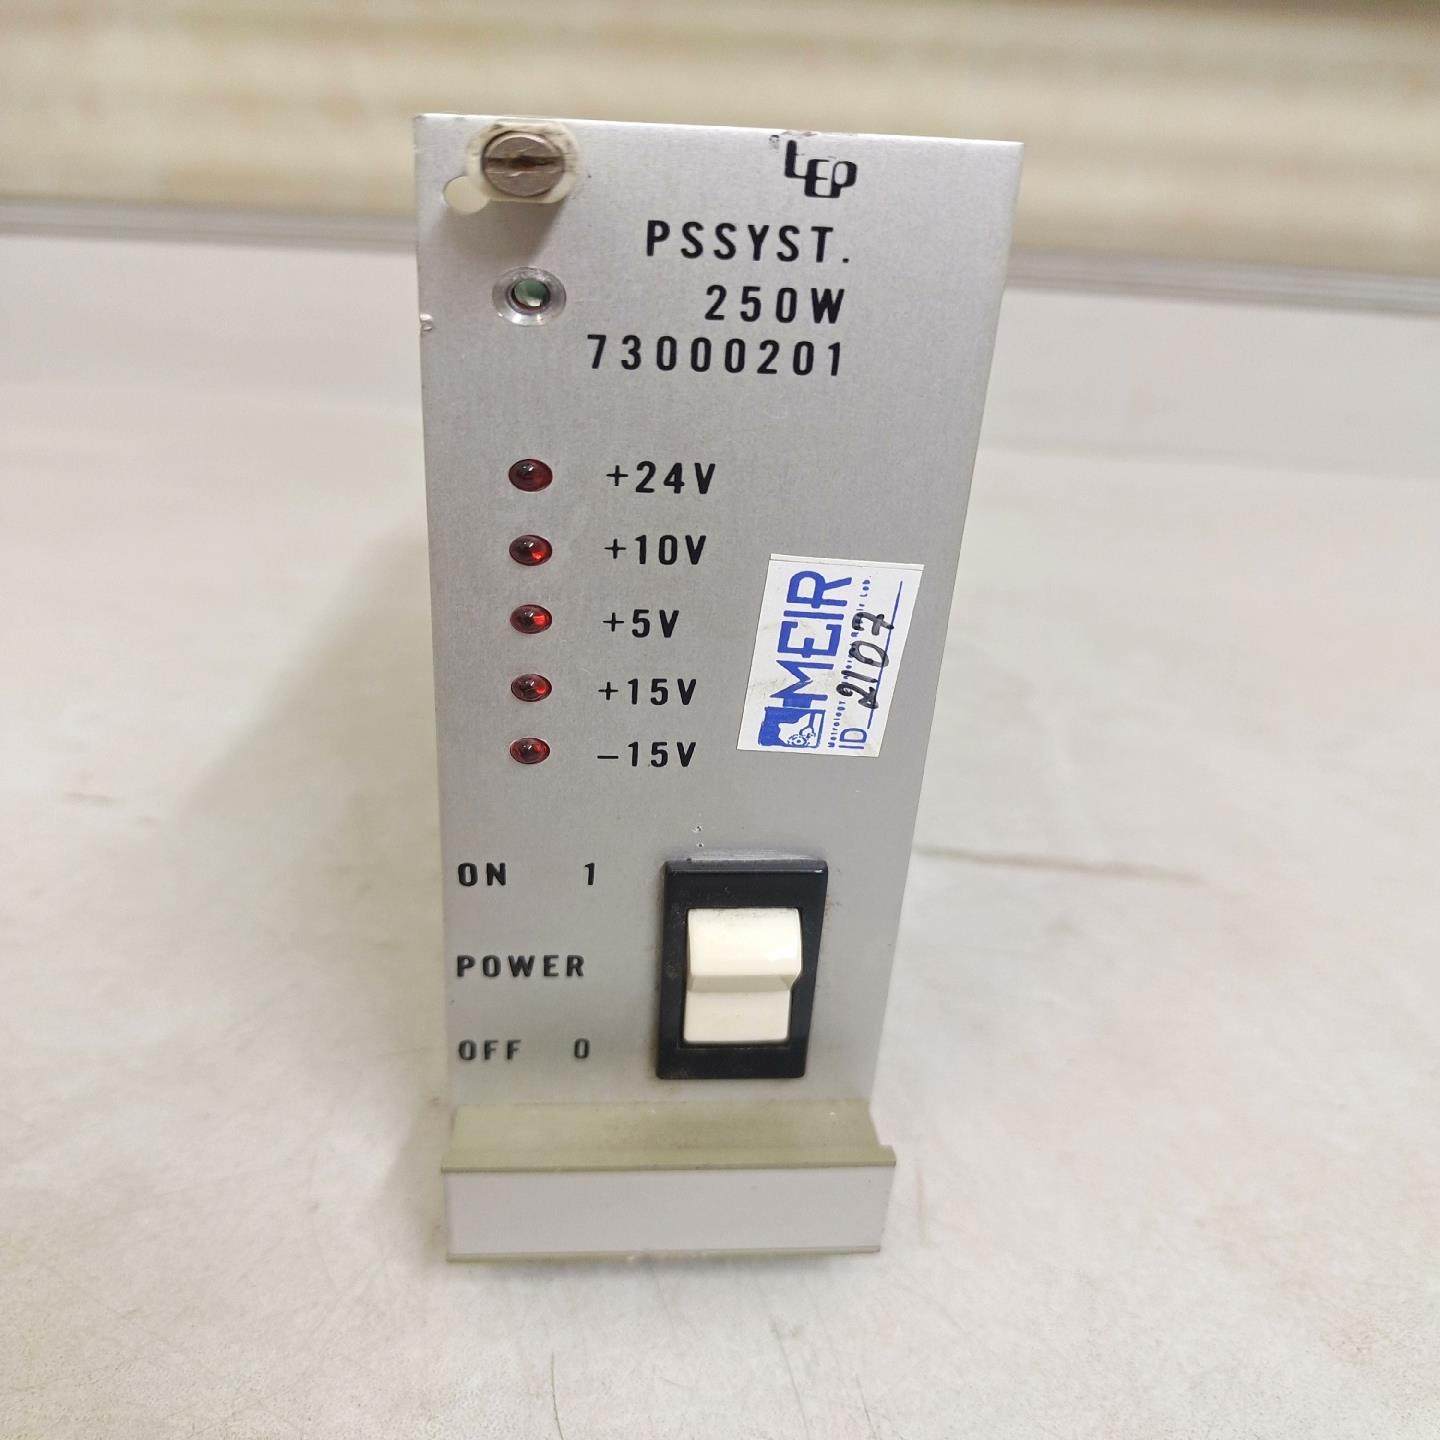 LEP
PSSYST.
250W
73000201
+24V
+10V
+5V
+15V
-15V
MEIR
ID 2107
ON 1
POWER
OFF 0